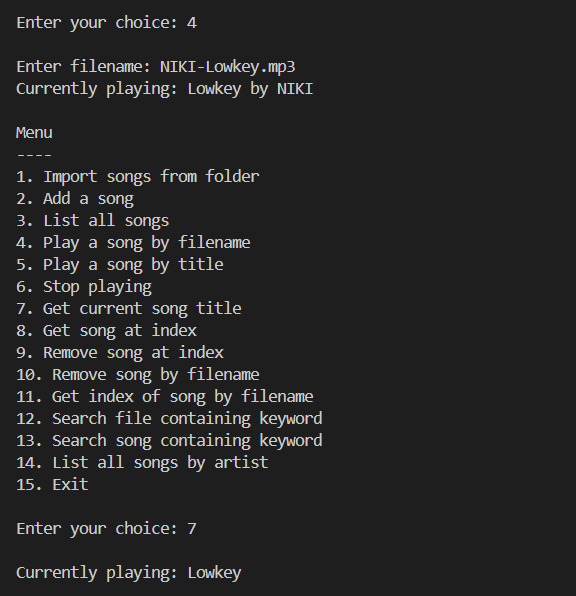 Enter your choice: 4
Enter filename: NIKI-Lowkey.mp3
Currently playing: Lowkey by NIKI
Menu
----
1. Import songs from folder
2. Add a song
3. List all songs
4. Play a song by filename
5. Play a song by title
6. Stop playing
7. Get current song title
8. Get song at index
9. Remove song at index
10. Remove song by filename
11. Get index of song by filename
12. Search file containing keyword
13. Search song containing keyword
14. List all songs by artist
15. Exit
Enter your choice: 7
Currently playing: Lowkey